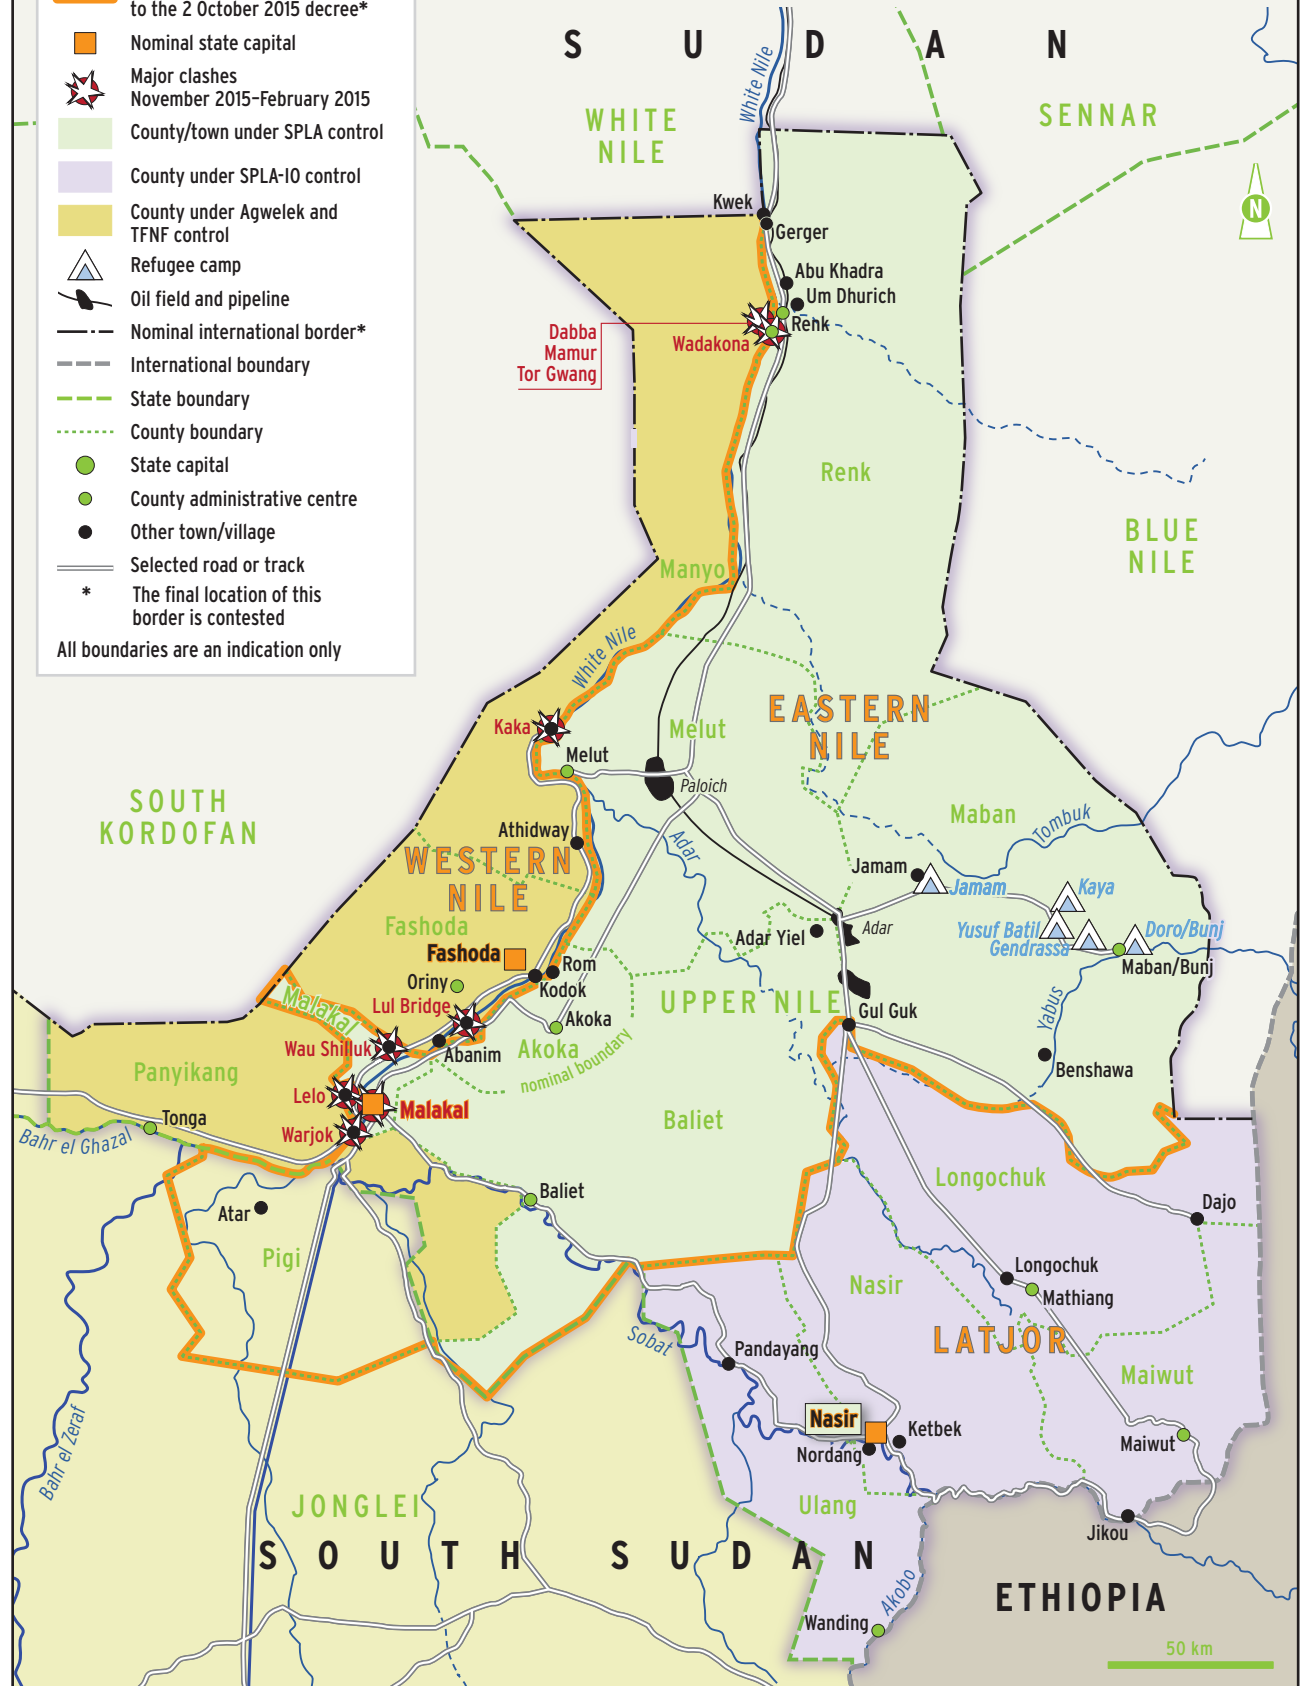 to the 2 October 2015 decree*
Nominal state capital
Major clashes
November 2015–February 2015
County/town under SPLA control
County under SPLA-IO control
County under Agwelek and
TFNF control
Refugee camp
Oil field and pipeline
Nominal international border*
International boundary
State boundary
County boundary
State capital
County administrative centre
Other town/village
Selected road or track
* The final location of this
border is contested
All boundaries are an indication only
SUDAN
White Nile
WHITE
NILE
SENNAR
N
Kwek
Gerger
Abu Khadra
Um Dhurich
Renk
Dabba
Mamur
Tor Gwang
Wadakona
Renk
BLUE
NILE
Manyo
White Nile
EASTERN
NILE
Kaka
Melut
Melut
Paloich
SOUTH
KORDOFAN
Maban
Tombuk
Athidway
Adar
WESTERN
NILE
Jamam
Jamam
Kaya
Fashoda
Fashoda
Adar Yiel
Adar
Yusuf Batil
Gendrassa
Doro/Bunj
Maban/Bunj
Rom
Kodok
Oriny
Malakal
Lul Bridge
UPPER NILE
Gul Guk
Yabus
Akoka
Akoka
nominal boundary
Wau Shilluk
Abanim
Benshawa
Panyikang
Lelo
Malakal
Tonga
Warjok
Baliet
Bahr el Ghazal
Longochuk
Baliet
Dajo
Atar
Pigi
Longochuk
Mathiang
Nasir
LATJOR
Sobat
Pandayang
Maiwut
Nasir
Ketbek
Nordang
Maiwut
Bahr el Zeraf
JONGLEI
Ulang
Jikou
SOUTH SUDAN
Akobo
ETHIOPIA
Wanding
50 km